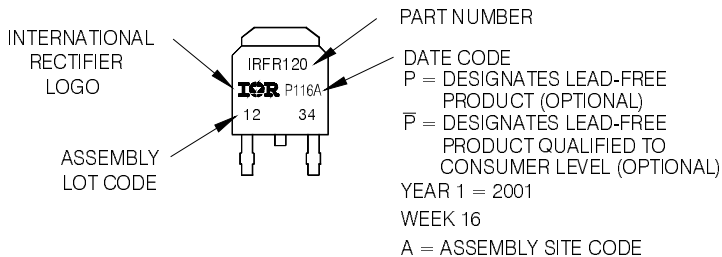 INTERNATIONAL
RECTIFIER
LOGO
ASSEMBLY
LOT CODE
IRFR120
IOR P116A
12 34
PART NUMBER
DATE CODE
P = DESIGNATES LEAD-FREE
PRODUCT (OPTIONAL)
P̅ = DESIGNATES LEAD-FREE
PRODUCT QUALIFIED TO
CONSUMER LEVEL (OPTIONAL)
YEAR 1 = 2001
WEEK 16
A = ASSEMBLY SITE CODE